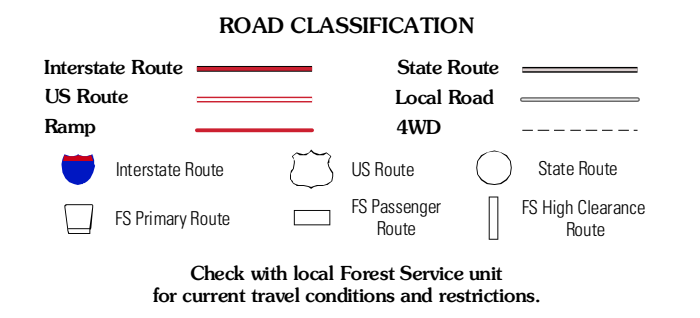 ROAD CLASSIFICATION
Interstate Route
State Route
US Route
Local Road
Ramp
4WD
Interstate Route
US Route
State Route
FS Primary Route
FS Passenger
Route
FS High Clearance
Route
Check with local Forest Service unit
for current travel conditions and restrictions.